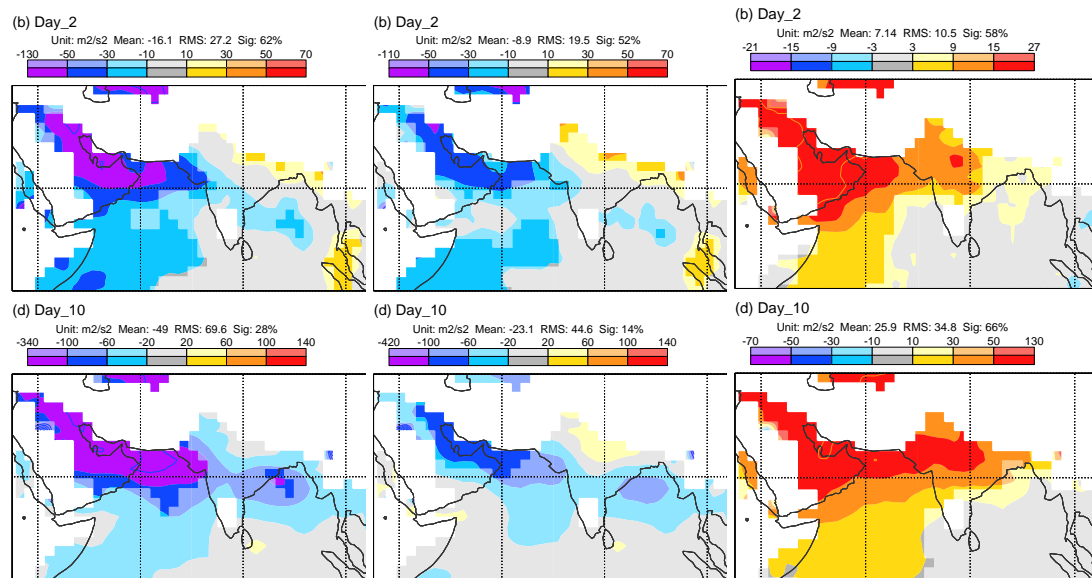 (b) Day_2
Unit: m2/s2 Mean: -16.1 RMS: 27.2 Sig: 62%
-130 -50 -30 -10 10 30 50 70
(b) Day_2
Unit: m2/s2 Mean: -8.9 RMS: 19.5 Sig: 52%
-110 -50 -30 -10 10 30 50 70
(b) Day_2
Unit: m2/s2 Mean: 7.14 RMS: 10.5 Sig: 58%
-21 -15 -9 -3 3 9 15 27
(d) Day_10
Unit: m2/s2 Mean: -49 RMS: 69.6 Sig: 28%
-340 -100 -60 -20 20 60 100 140
(d) Day_10
Unit: m2/s2 Mean: -23.1 RMS: 44.6 Sig: 14%
-420 -100 -60 -20 20 60 100 140
(d) Day_10
Unit: m2/s2 Mean: 25.9 RMS: 34.8 Sig: 66%
-70 -50 -30 -10 10 30 50 130